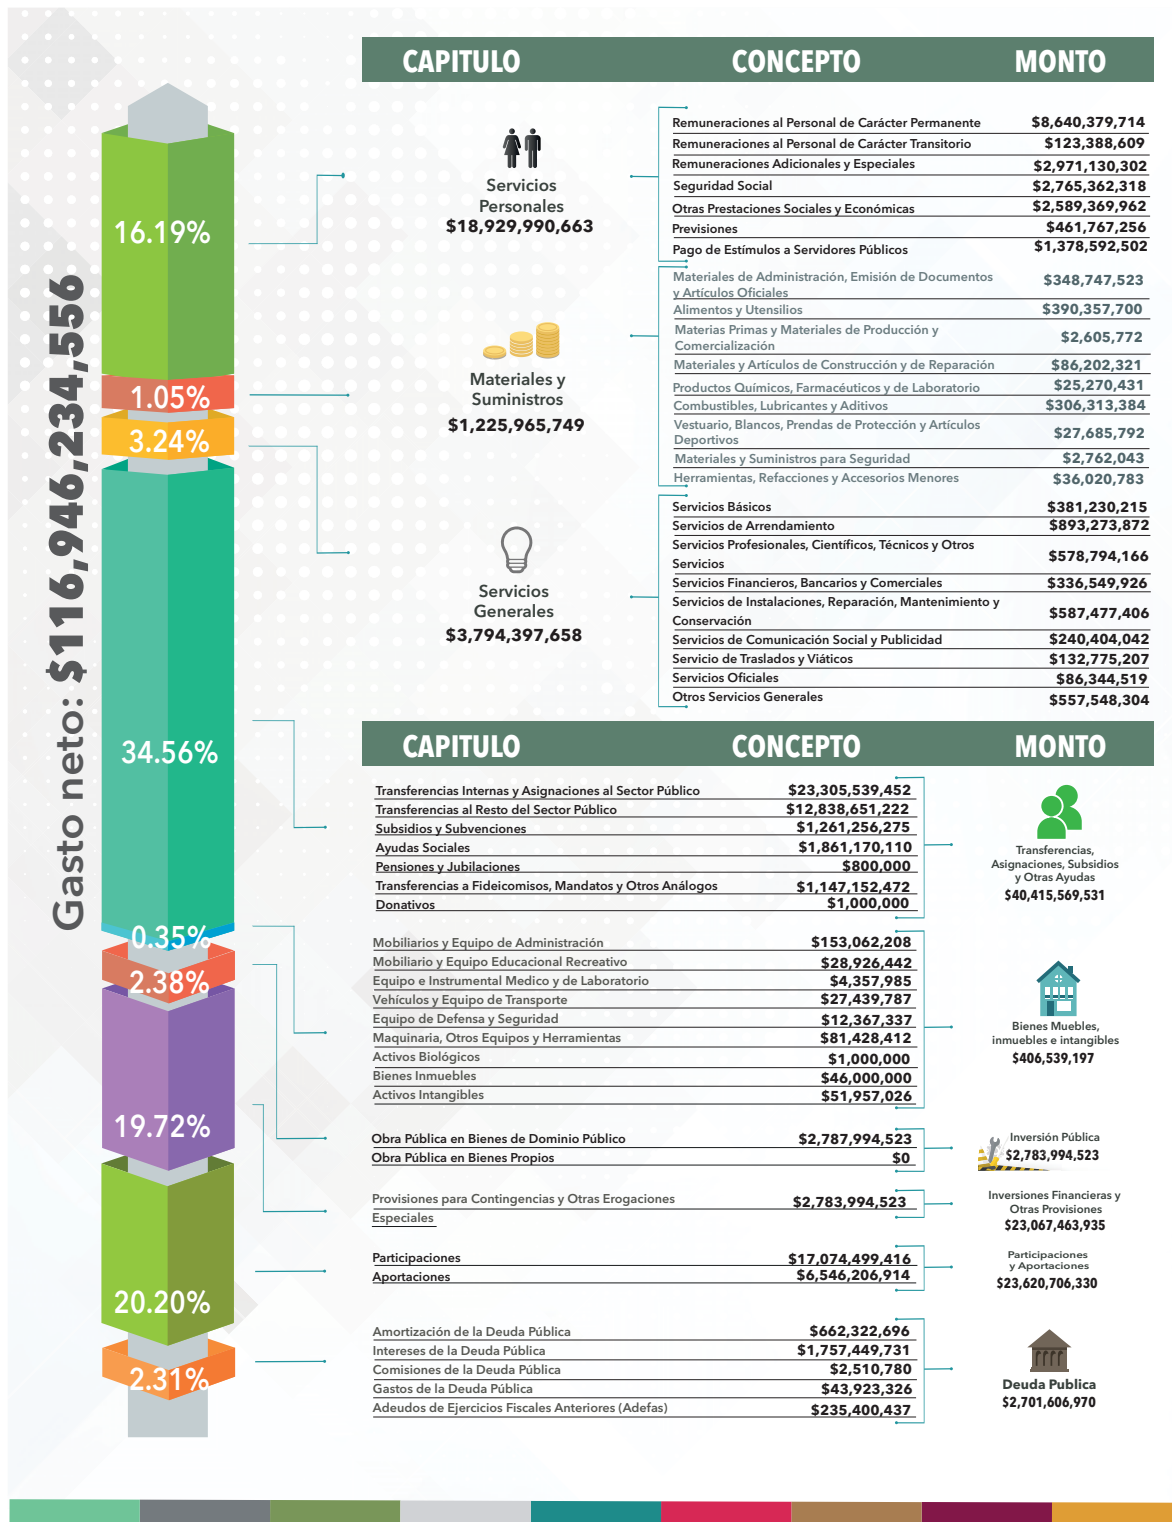 CAPITULO CONCEPTO MONTO
Gasto neto: $116,946,234,556
16.19%
1.05%
3.24%
34.56%
0.35%
2.38%
19.72%
20.20%
2.31%
Servicios
Personales
$18,929,990,663
Remuneraciones al Personal de Carácter Permanente $8,640,379,714
Remuneraciones al Personal de Carácter Transitorio $123,388,609
Remuneraciones Adicionales y Especiales $2,971,130,302
Seguridad Social $2,765,362,318
Otras Prestaciones Sociales y Económicas $2,589,369,962
Previsiones $461,767,256
Pago de Estímulos a Servidores Públicos $1,378,592,502
Materiales y
Suministros
$1,225,965,749
Materiales de Administración, Emisión de Documentos
y Artículos Oficiales $348,747,523
Alimentos y Utensilios $390,357,700
Materias Primas y Materiales de Producción y
Comercialización $2,605,772
Materiales y Artículos de Construcción y de Reparación $86,202,321
Productos Químicos, Farmacéuticos y de Laboratorio $25,270,431
Combustibles, Lubricantes y Aditivos $306,313,384
Vestuario, Blancos, Prendas de Protección y Artículos
Deportivos $27,685,792
Materiales y Suministros para Seguridad $2,762,043
Herramientas, Refacciones y Accesorios Menores $36,020,783
Servicios
Generales
$3,794,397,658
Servicios Básicos $381,230,215
Servicios de Arrendamiento $893,273,872
Servicios Profesionales, Científicos, Técnicos y Otros
Servicios $578,794,166
Servicios Financieros, Bancarios y Comerciales $336,549,926
Servicios de Instalaciones, Reparación, Mantenimiento y
Conservación $587,477,406
Servicios de Comunicación Social y Publicidad $240,404,042
Servicio de Traslados y Viáticos $132,775,207
Servicios Oficiales $86,344,519
Otros Servicios Generales $557,548,304
CAPITULO CONCEPTO MONTO
Transferencias Internas y Asignaciones al Sector Público $23,305,539,452
Transferencias al Resto del Sector Público $12,838,651,222
Subsidios y Subvenciones $1,261,256,275
Ayudas Sociales $1,861,170,110
Pensiones y Jubilaciones $800,000
Transferencias a Fideicomisos, Mandatos y Otros Análogos $1,147,152,472
Donativos $1,000,000
Transferencias,
Asignaciones, Subsidios
y Otras Ayudas
$40,415,569,531
Mobiliarios y Equipo de Administración $153,062,208
Mobiliario y Equipo Educacional Recreativo $28,926,442
Equipo e Instrumental Medico y de Laboratorio $4,357,985
Vehículos y Equipo de Transporte $27,439,787
Equipo de Defensa y Seguridad $12,367,337
Maquinaria, Otros Equipos y Herramientas $81,428,412
Activos Biológicos $1,000,000
Bienes Inmuebles $46,000,000
Activos Intangibles $51,957,026
Bienes Muebles,
inmuebles e intangibles
$406,539,197
Obra Pública en Bienes de Dominio Público $2,787,994,523
Obra Pública en Bienes Propios $0
Inversión Pública
$2,783,994,523
Provisiones para Contingencias y Otras Erogaciones $2,783,994,523
Especiales
Inversiones Financieras y
Otras Provisiones
$23,067,463,935
Participaciones $17,074,499,416
Aportaciones $6,546,206,914
Participaciones
y Aportaciones
$23,620,706,330
Amortización de la Deuda Pública $662,322,696
Intereses de la Deuda Pública $1,757,449,731
Comisiones de la Deuda Pública $2,510,780
Gastos de la Deuda Pública $43,923,326
Adeudos de Ejercicios Fiscales Anteriores (Adefas) $235,400,437
Deuda Publica
$2,701,606,970